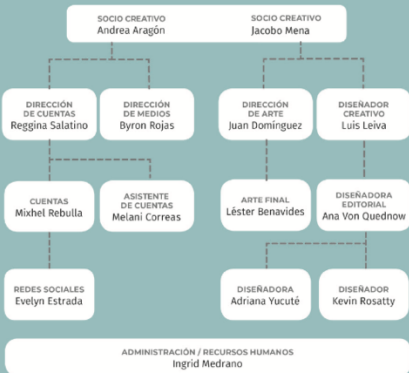 SOCIO CREATIVO
Andrea Aragón
SOCIO CREATIVO
Jacobo Mena
DIRECCIÓN
DE CUENTAS
Reggina Salatino
DIRECCIÓN
DE MEDIOS
Byron Rojas
DIRECCIÓN
DE ARTE
Juan Domínguez
DISEÑADOR
CREATIVO
Luis Leiva
CUENTAS
Mixhel Rebulla
ASISTENTE
DE CUENTAS
Melani Correas
ARTE FINAL
Léster Benavides
DISEÑADORA
EDITORIAL
Ana Von Quednow
REDES SOCIALES
Evelyn Estrada
DISEÑADORA
Adriana Yucuté
DISEÑADOR
Kevin Rosatty
ADMINISTRACIÓN / RECURSOS HUMANOS
Ingrid Medrano